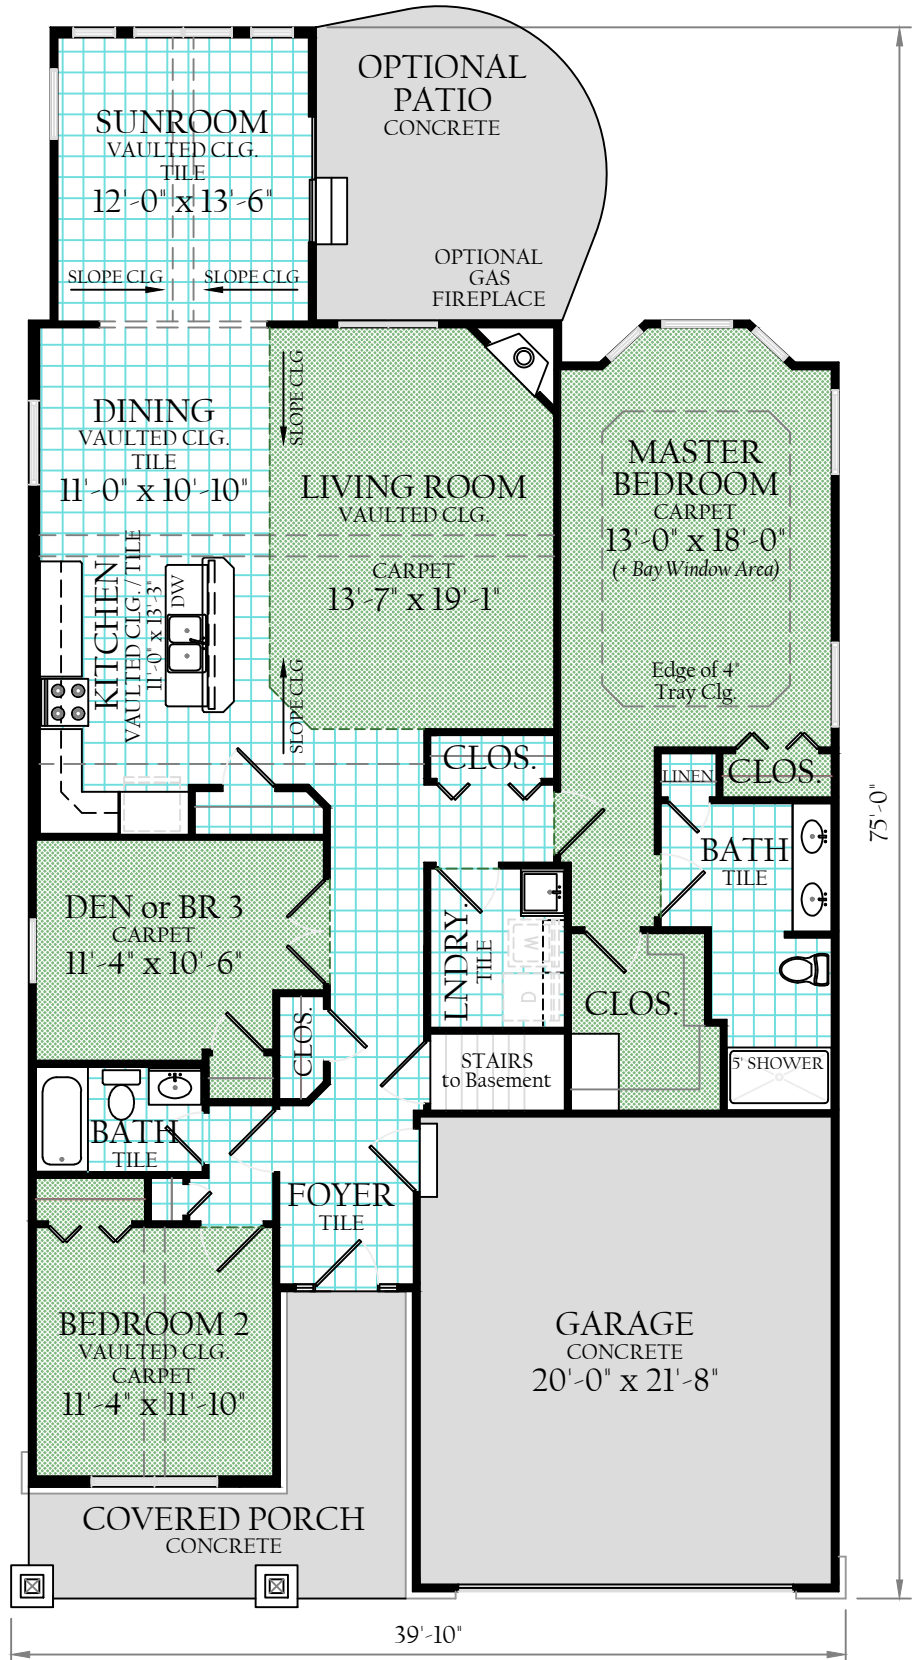 OPTIONAL
PATIO
CONCRETE
SUNROOM
VAULTED CLG.
TILE
12'-0" x 13'-6"
OPTIONAL
GAS
FIREPLACE
SLOPE CLG
SLOPE CLG
SLOPE CLG
DINING
VAULTED CLG.
TILE
11'-0" x 10'-10"
LIVING ROOM
VAULTED CLG.
CARPET
13'-7" x 19'-1"
MASTER
BEDROOM
CARPET
13'-0" x 18'-0"
(+ Bay Window Area)
Edge of 4"
Tray Clg.
KITCHEN
VAULTED CLG. / TILE
11'-0" x 13'-3"
DW
SLOPE CLG
CLOS.
LINEN
CLOS.
75'-0"
BATH
TILE
DEN or BR 3
CARPET
11'-4" x 10'-6"
LNDRY.
TILE
W
D
CLOS.
CLOS.
STAIRS
to Basement
5' SHOWER
BATH
TILE
FOYER
TILE
BEDROOM 2
VAULTED CLG.
CARPET
11'-4" x 11'-10"
GARAGE
CONCRETE
20'-0" x 21'-8"
COVERED PORCH
CONCRETE
39'-10"